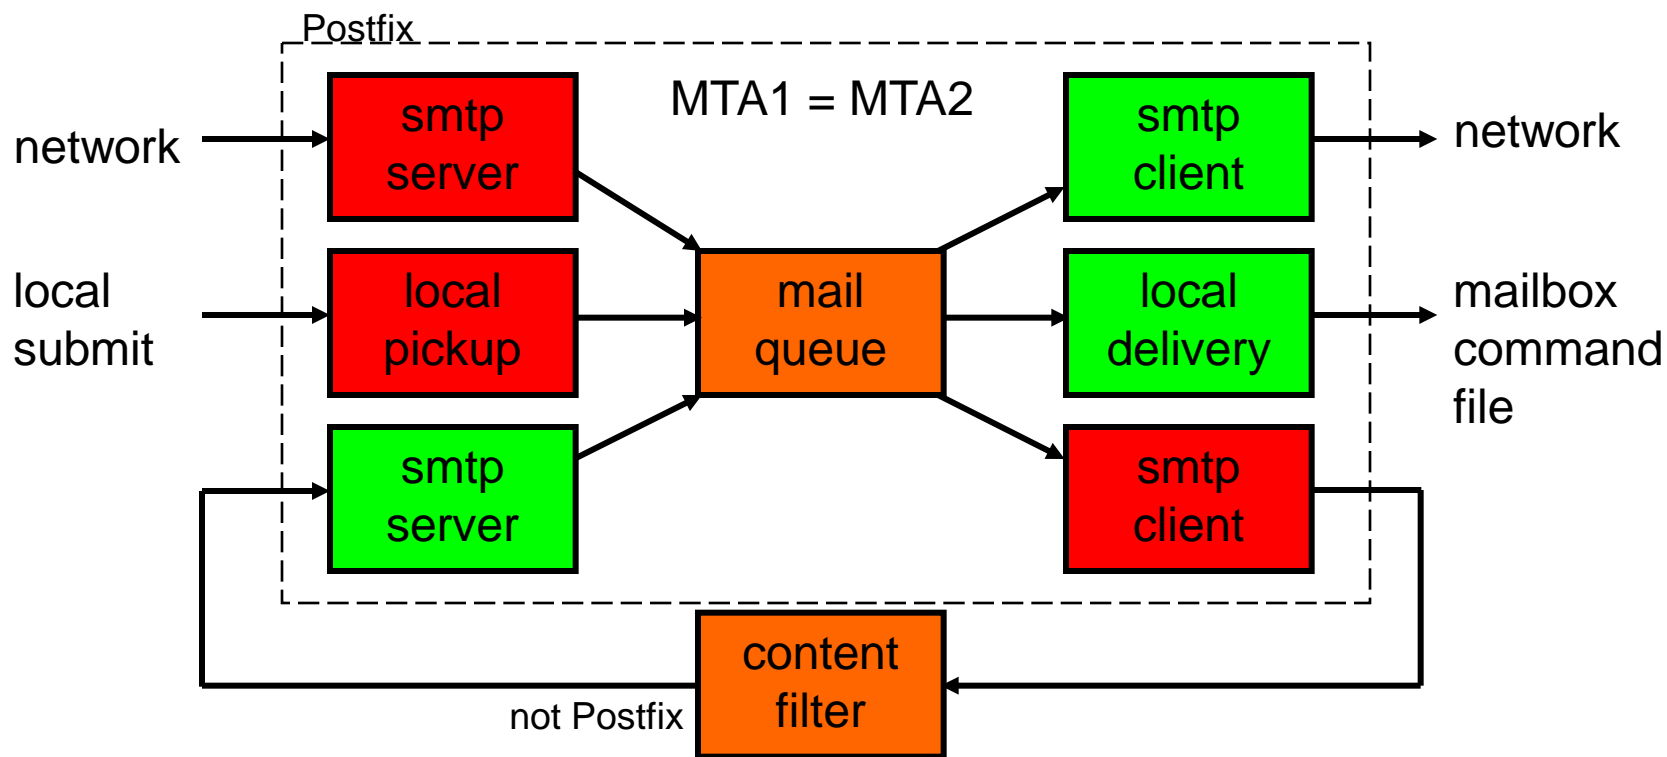 Postfix
MTA1 = MTA2
network
smtp
server
smtp
client
network
local
submit
local
pickup
mail
queue
local
delivery
mailbox
command
file
smtp
server
smtp
client
content
filter
not Postfix